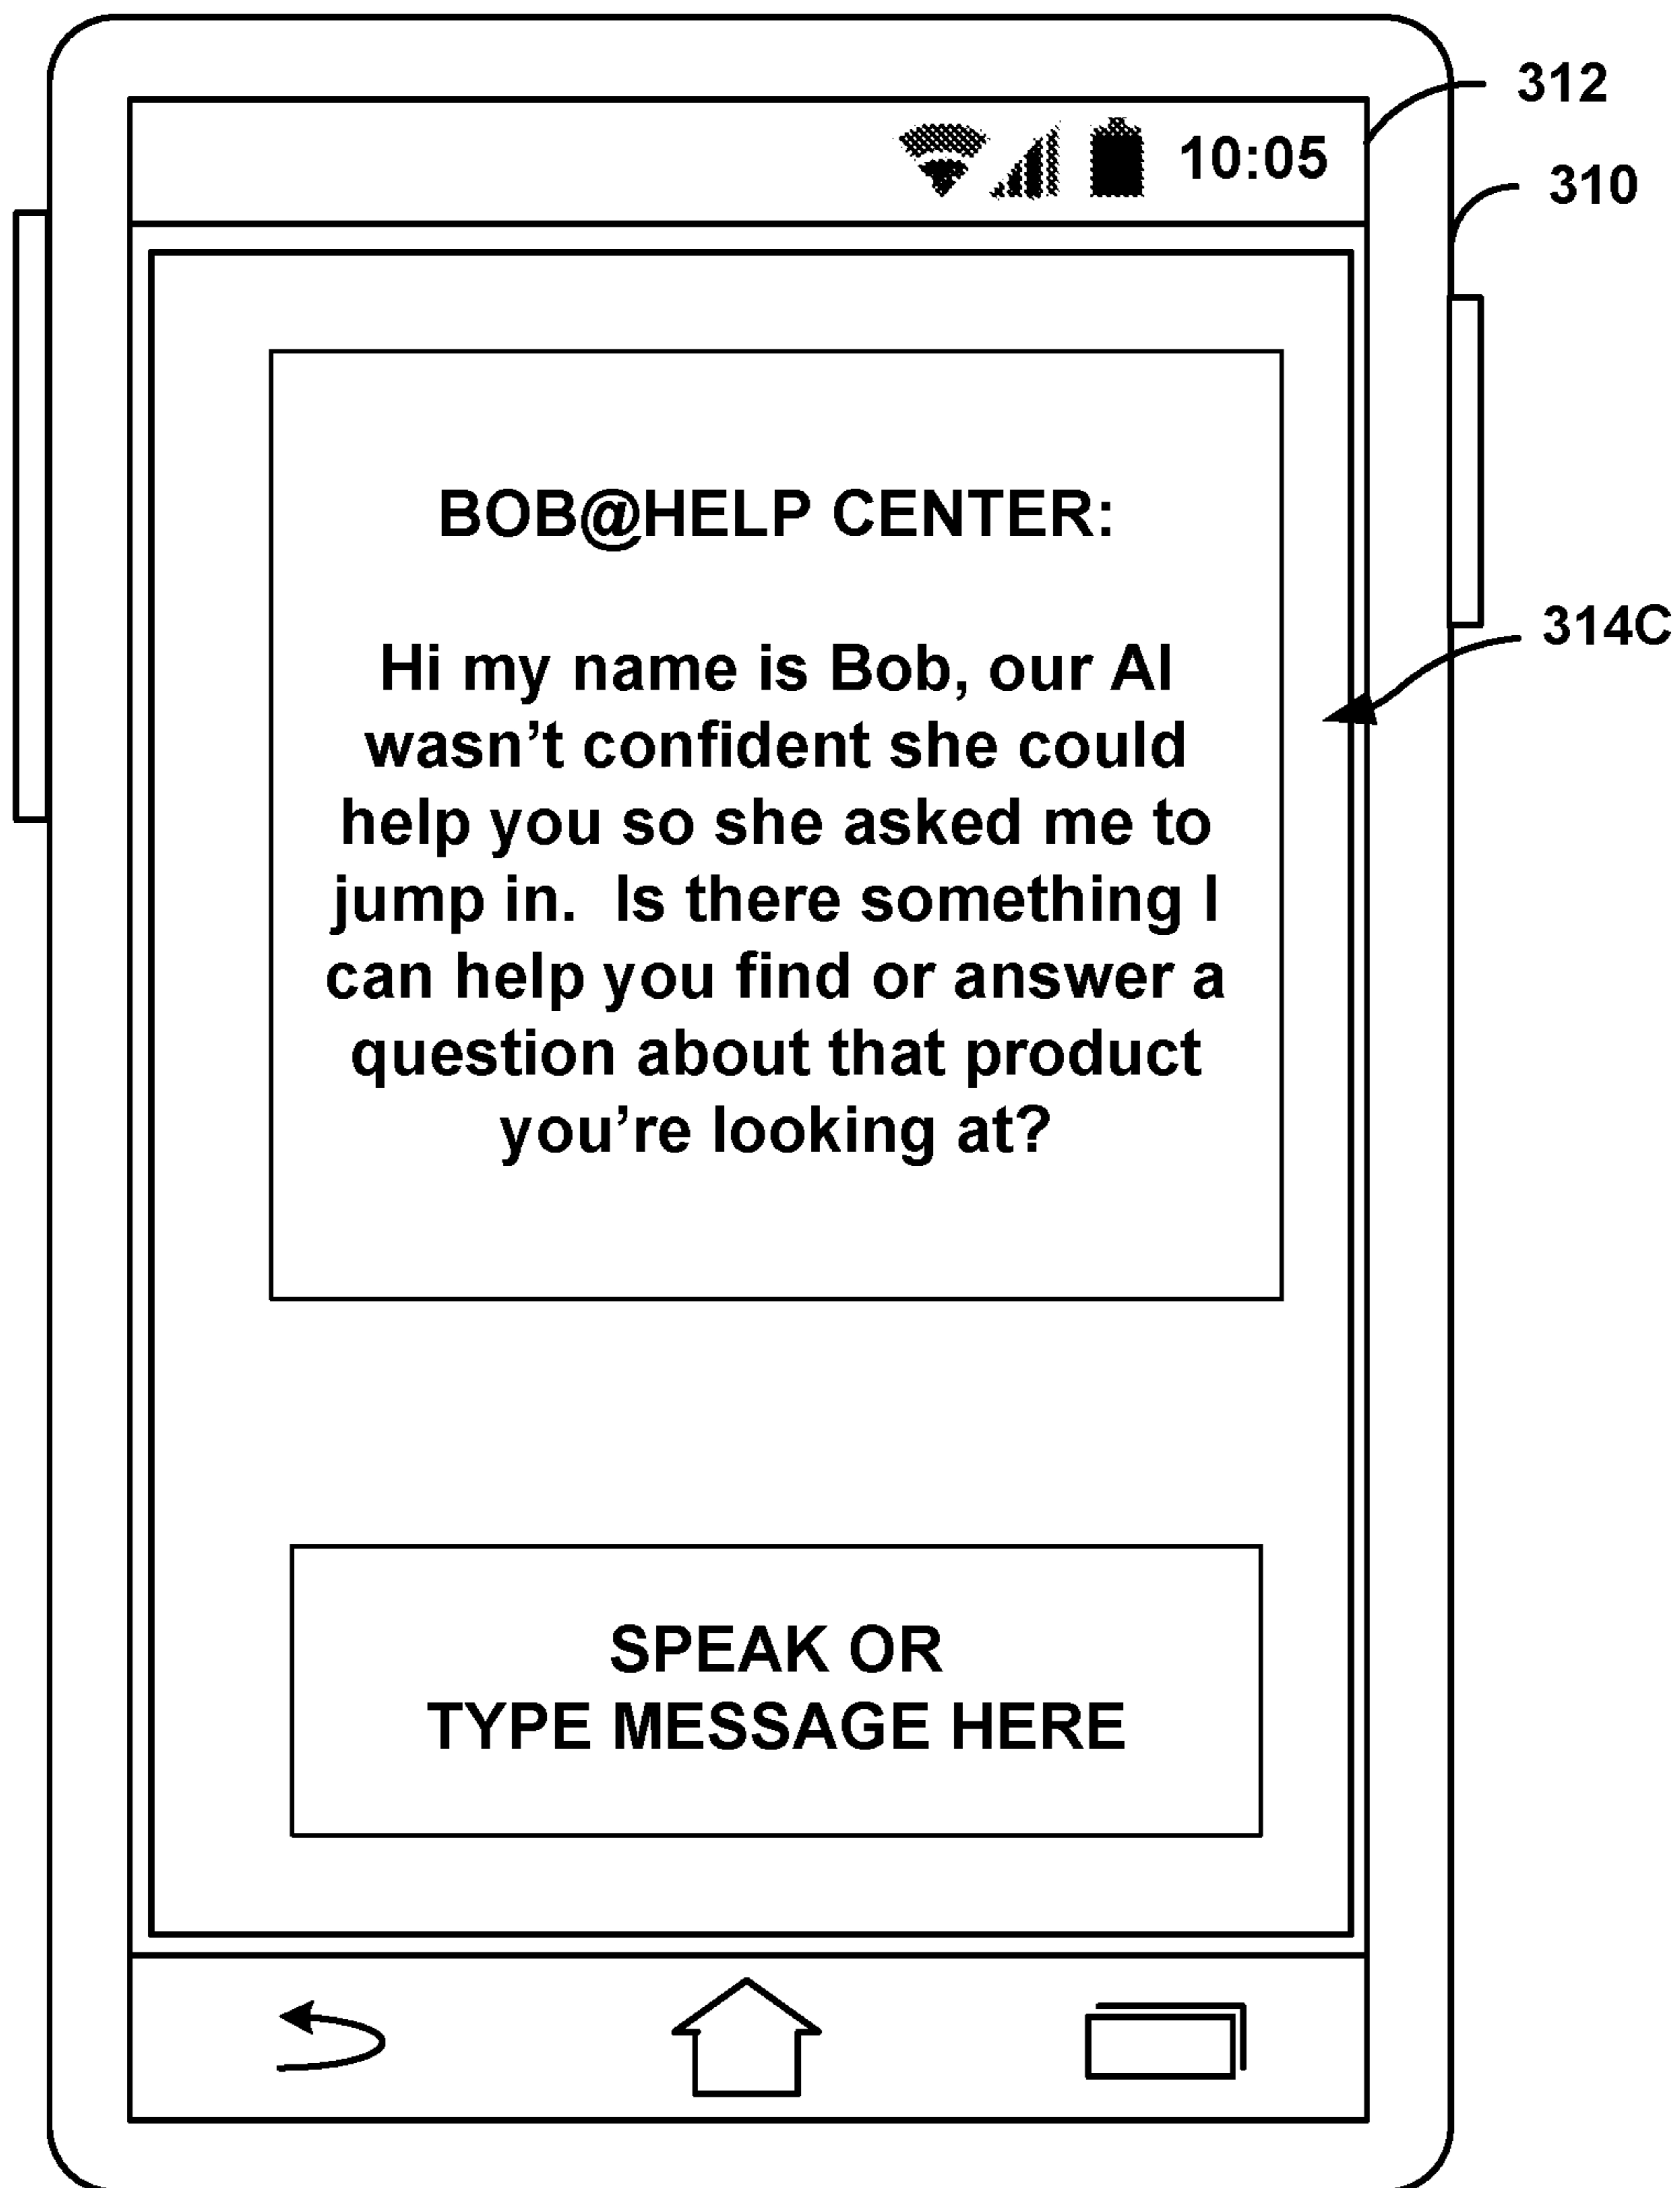 312
10:05
310
BOB@HELP CENTER:
314C
Hi my name is Bob, our AI
wasn't confident she could
help you so she asked me to
jump in.  Is there something I
can help you find or answer a
question about that product
you're looking at?
SPEAK OR
TYPE MESSAGE HERE